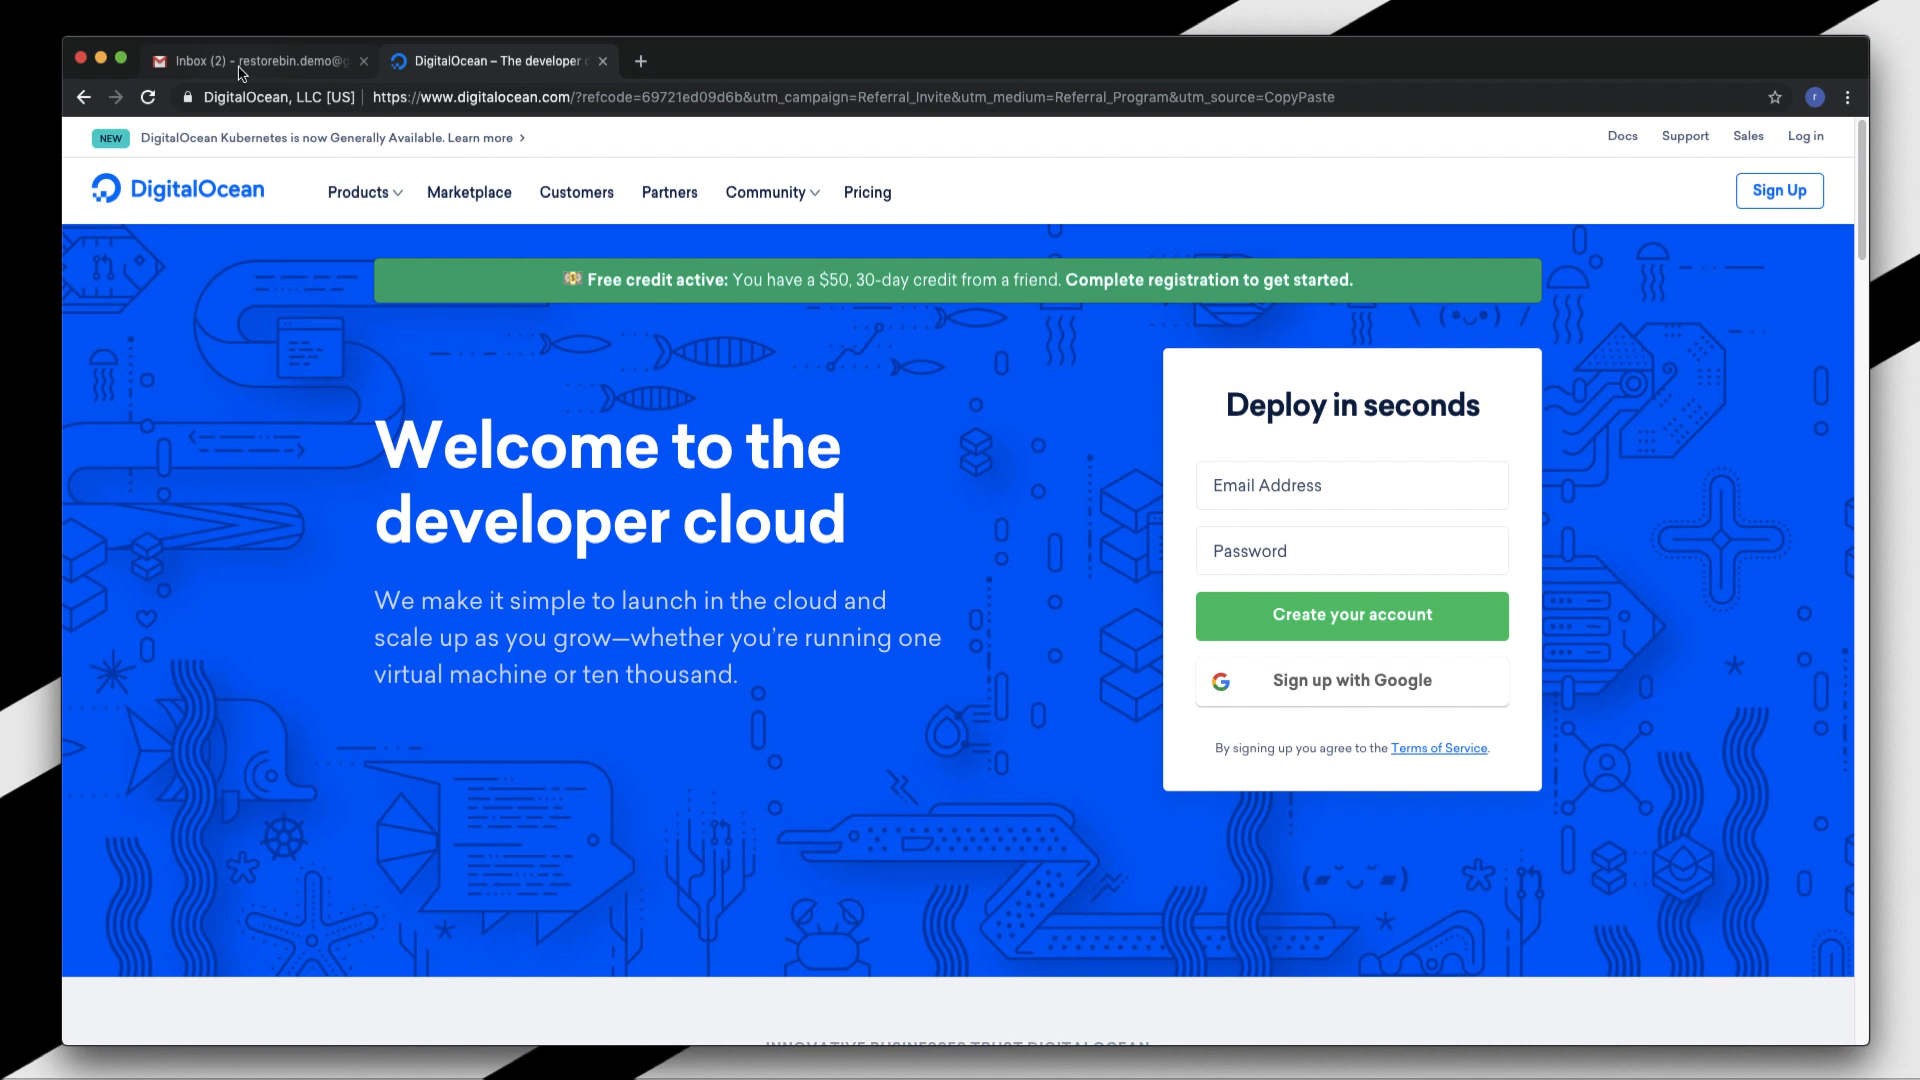 Inbox (2) - restorebin.demo@g
DigitalOcean – The developer
DigitalOcean, LLC [US]
https://www.digitalocean.com/?refcode=69721ed09d6b&utm_campaign=Referral_Invite&utm_medium=Referral_Program&utm_source=CopyPaste
r
NEW
DigitalOcean Kubernetes is now Generally Available. Learn more
Docs
Support
Sales
Log in
DigitalOcean
Products
Marketplace
Customers
Partners
Community
Pricing
Sign Up
Free credit active: You have a $50, 30-day credit from a friend. Complete registration to get started.
Welcome to the
developer cloud
We make it simple to launch in the cloud and
scale up as you grow—whether you're running one
virtual machine or ten thousand.
Deploy in seconds
Email Address
Password
Create your account
Sign up with Google
By signing up you agree to the Terms of Service.
INNOVATIVE BUSINESSES TRUST DIGITALOCEAN